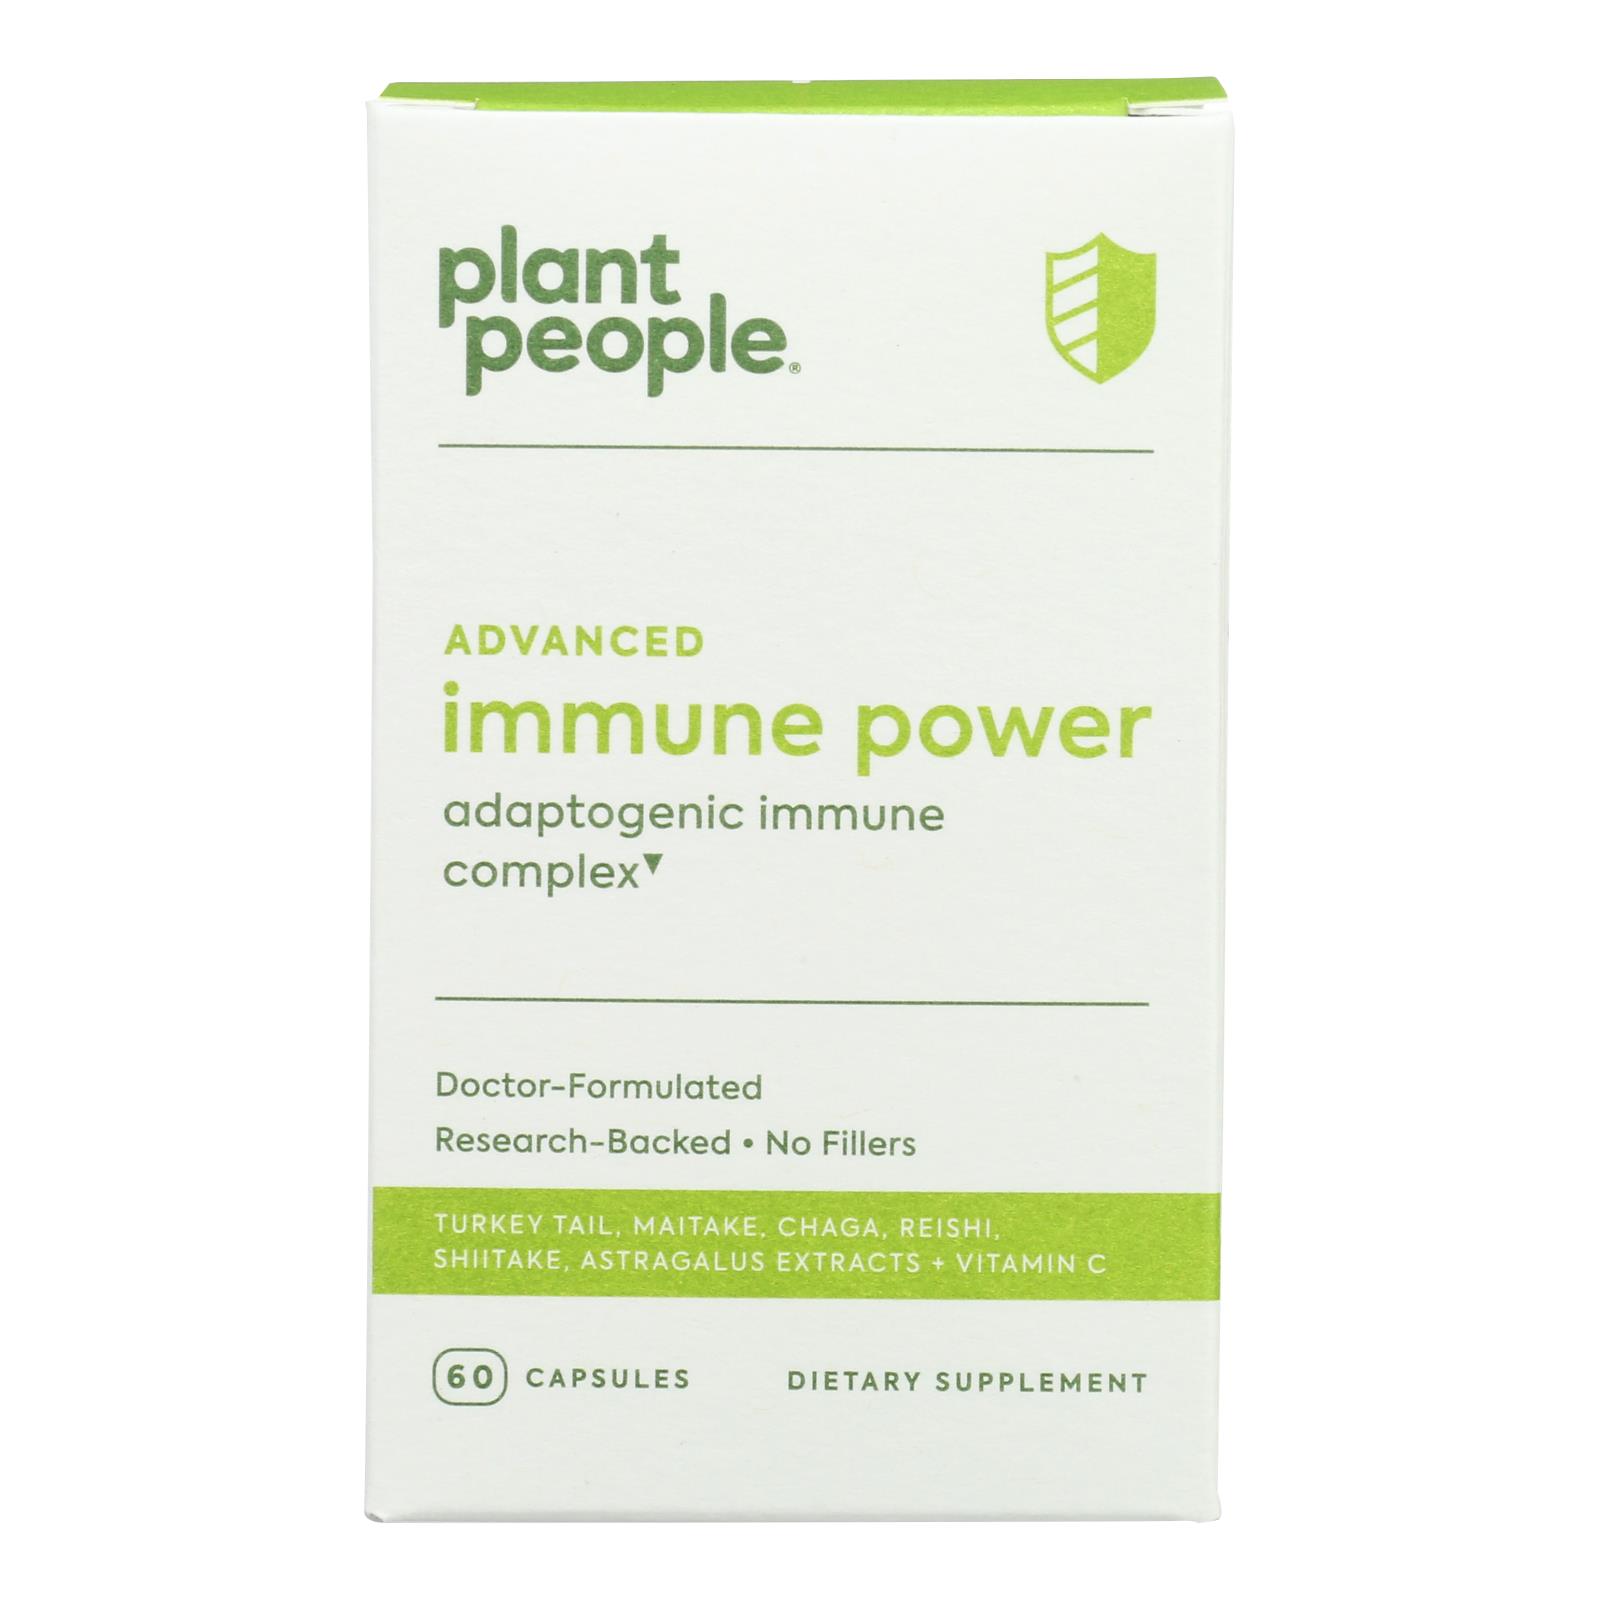 plant
people®
ADVANCED
immune power
adaptogenic immune
complex▼
Doctor-Formulated
Research-Backed • No Fillers
TURKEY TAIL, MAITAKE, CHAGA, REISHI,
SHIITAKE, ASTRAGALUS EXTRACTS + VITAMIN C
60 CAPSULES DIETARY SUPPLEMENT